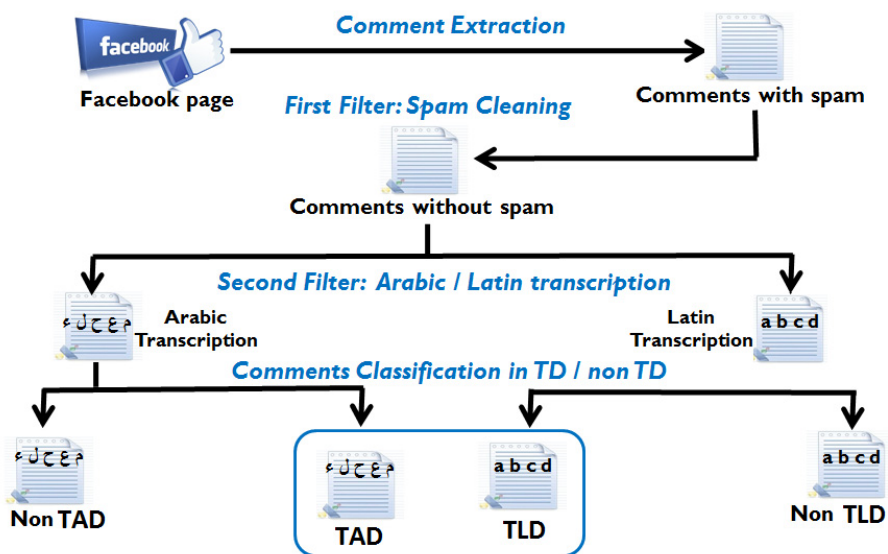 facebook
Comment Extraction
Facebook page
Comments with spam
First Filter: Spam Cleaning
Comments without spam
Second Filter: Arabic / Latin transcription
م ع ح ل ء
Arabic
Transcription
Latin
Transcription
a b c d
Comments Classification in TD / non TD
م ع ح ل ء
Non TAD
م ع ح ل ء
TAD
a b c d
TLD
a b c d
Non TLD